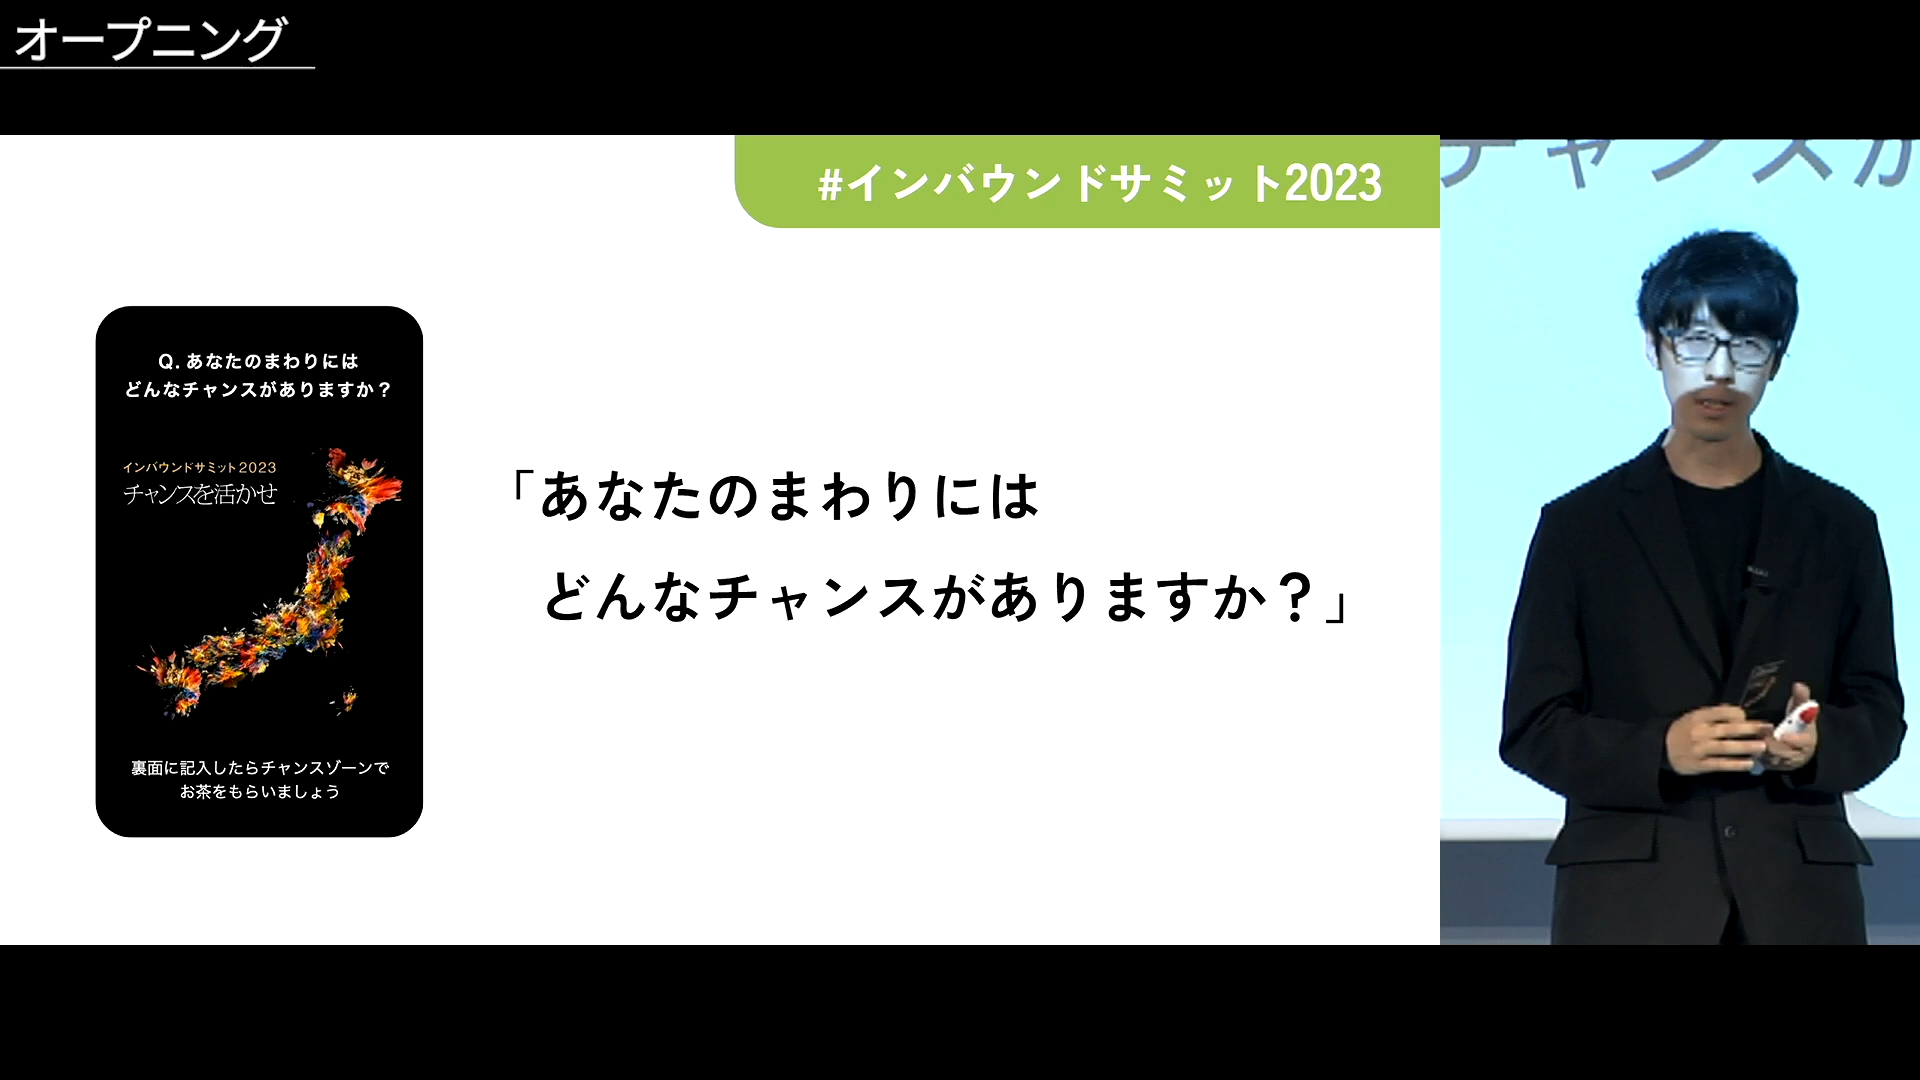 オープニング
#インバウンドサミット2023
チャンスが
Q. あなたのまわりには
どんなチャンスがありますか？
インバウンドサミット2023
チャンスを活かせ
裏面に記入したらチャンスゾーンで
お茶をもらいましょう
「あなたのまわりには
どんなチャンスがありますか？」